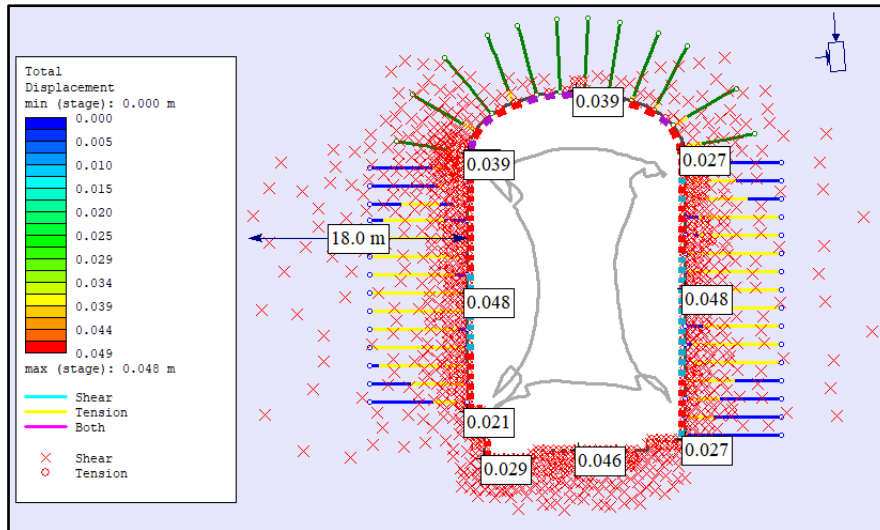 Total
Displacement
min (stage): 0.000 m
0.000
0.005
0.010
0.015
0.020
0.025
0.029
0.034
0.039
0.044
0.049
max (stage): 0.048 m
Shear
Tension
Both
Shear
Tension
0.039
0.039
0.027
18.0 m
0.048
0.048
0.021
0.029
0.046
0.027